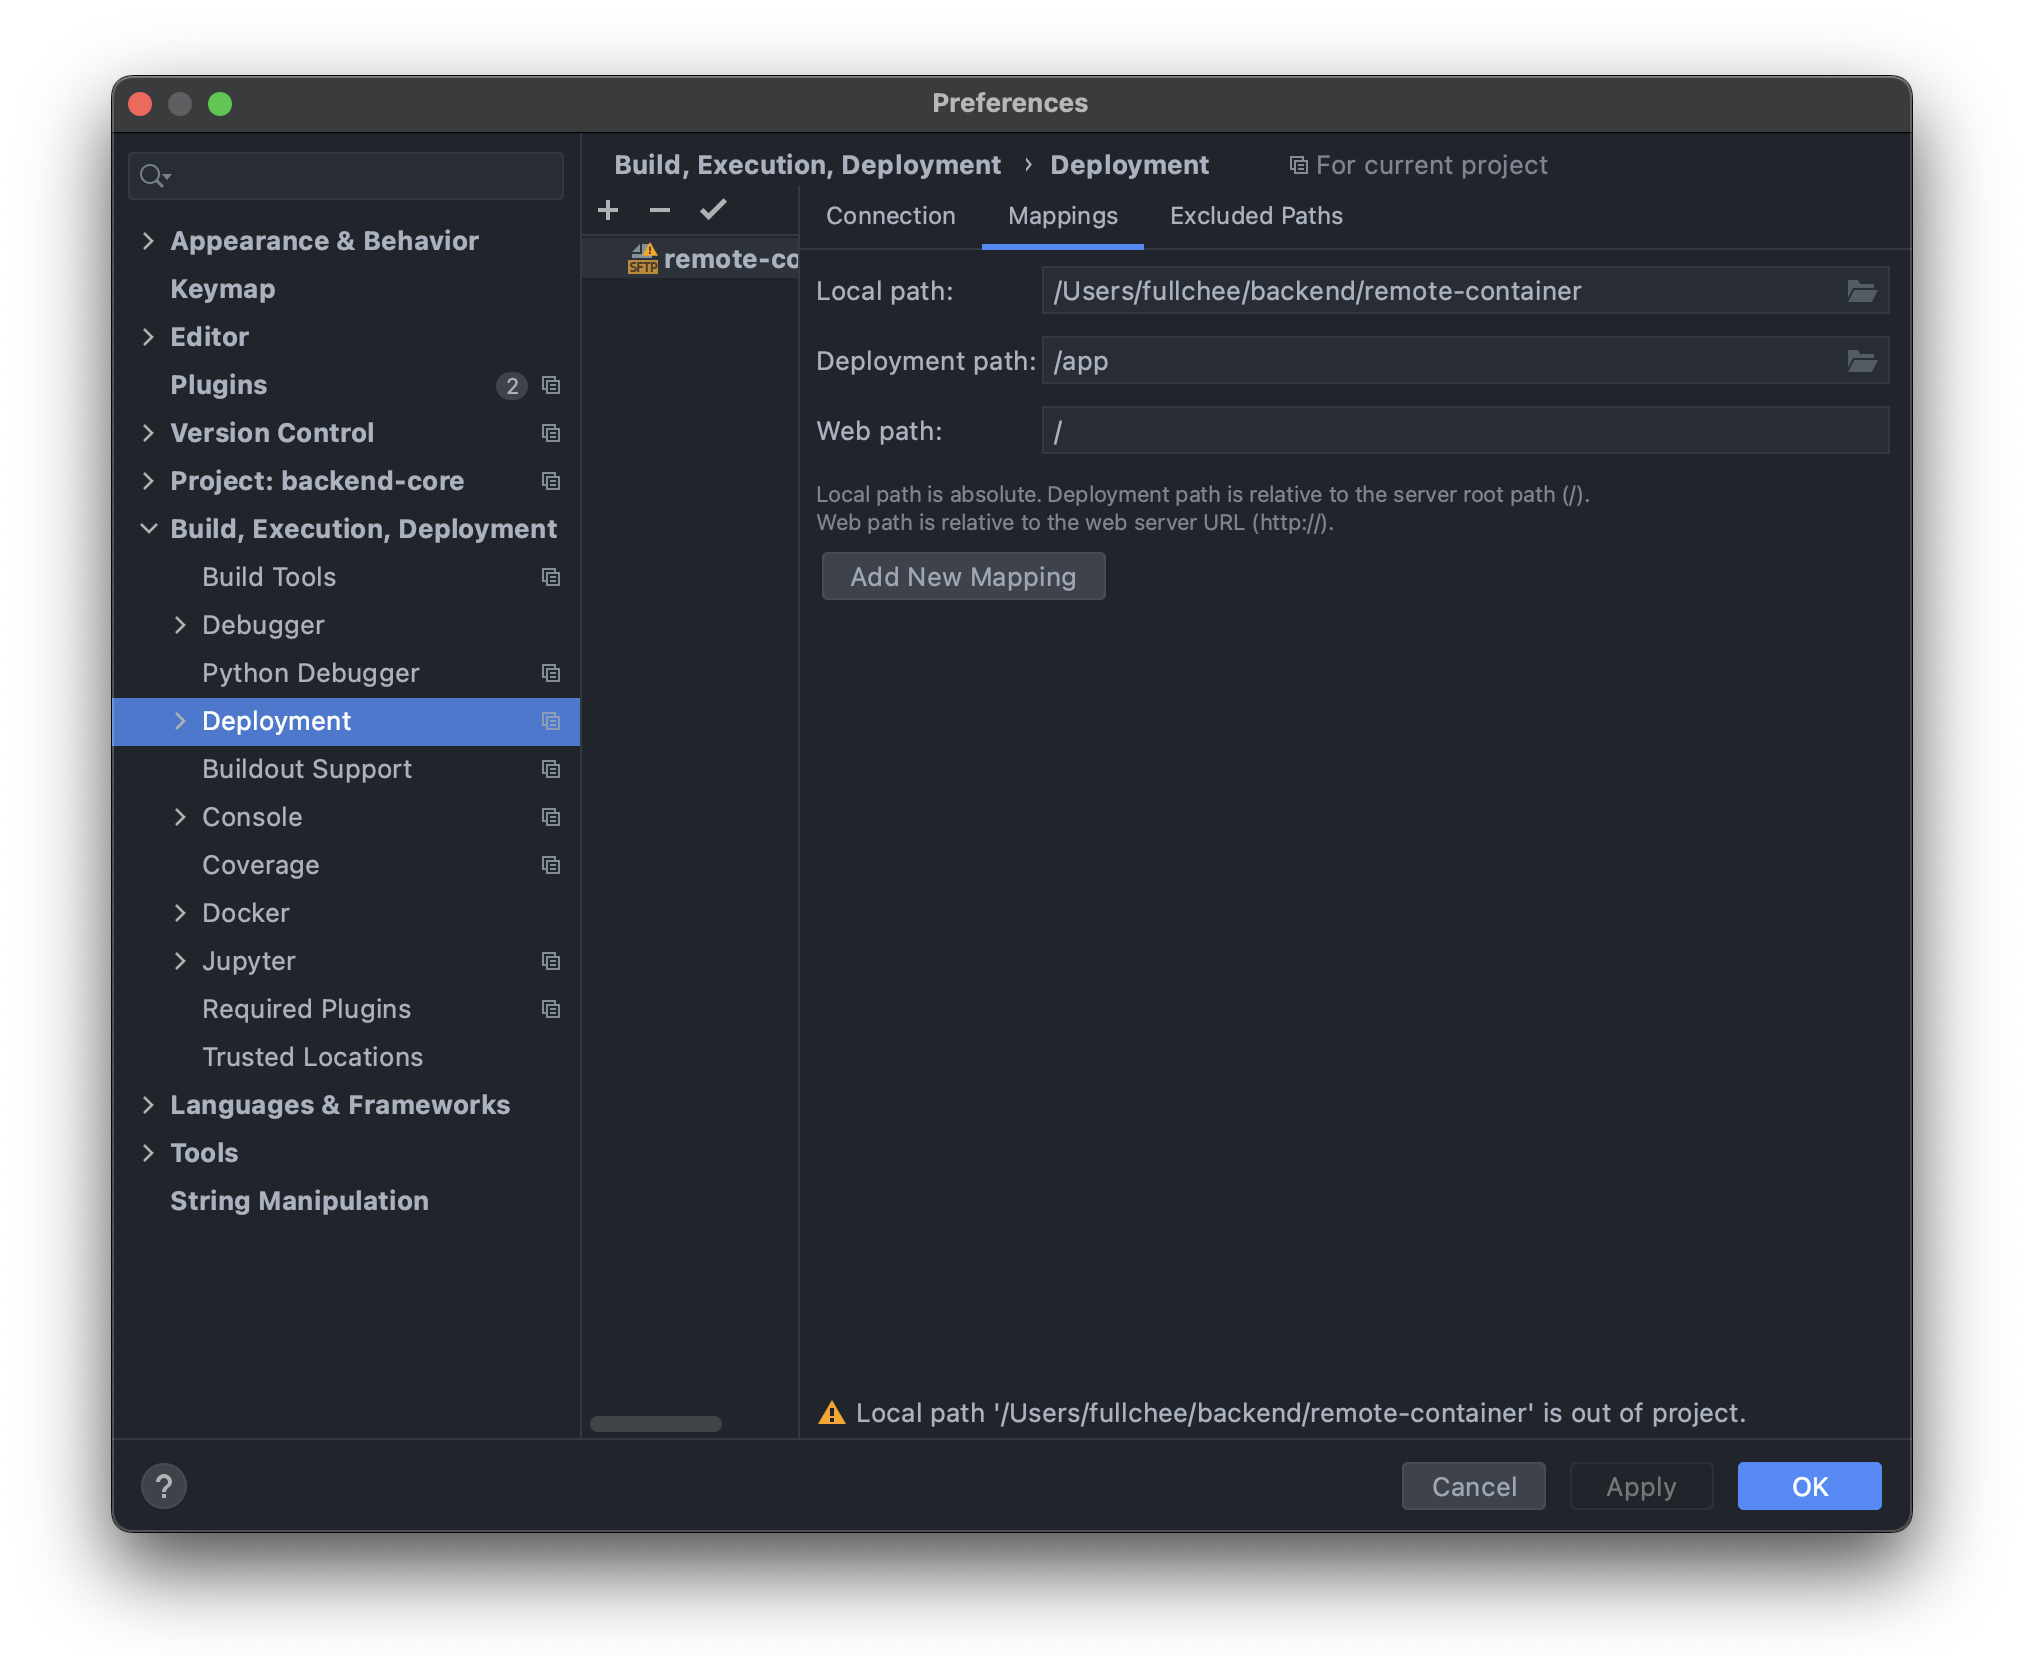 Preferences
Appearance & Behavior
Keymap
Editor
Plugins 2
Version Control
Project: backend-core
Build, Execution, Deployment
Build Tools
Debugger
Python Debugger
Deployment
Buildout Support
Console
Coverage
Docker
Jupyter
Required Plugins
Trusted Locations
Languages & Frameworks
Tools
String Manipulation
Build, Execution, Deployment › Deployment For current project
SFTP remote-co
Connection Mappings Excluded Paths
Local path: /Users/fullchee/backend/remote-container
Deployment path: /app
Web path: /
Local path is absolute. Deployment path is relative to the server root path (/).
Web path is relative to the web server URL (http://).
Add New Mapping
Local path '/Users/fullchee/backend/remote-container' is out of project.
? Cancel Apply OK